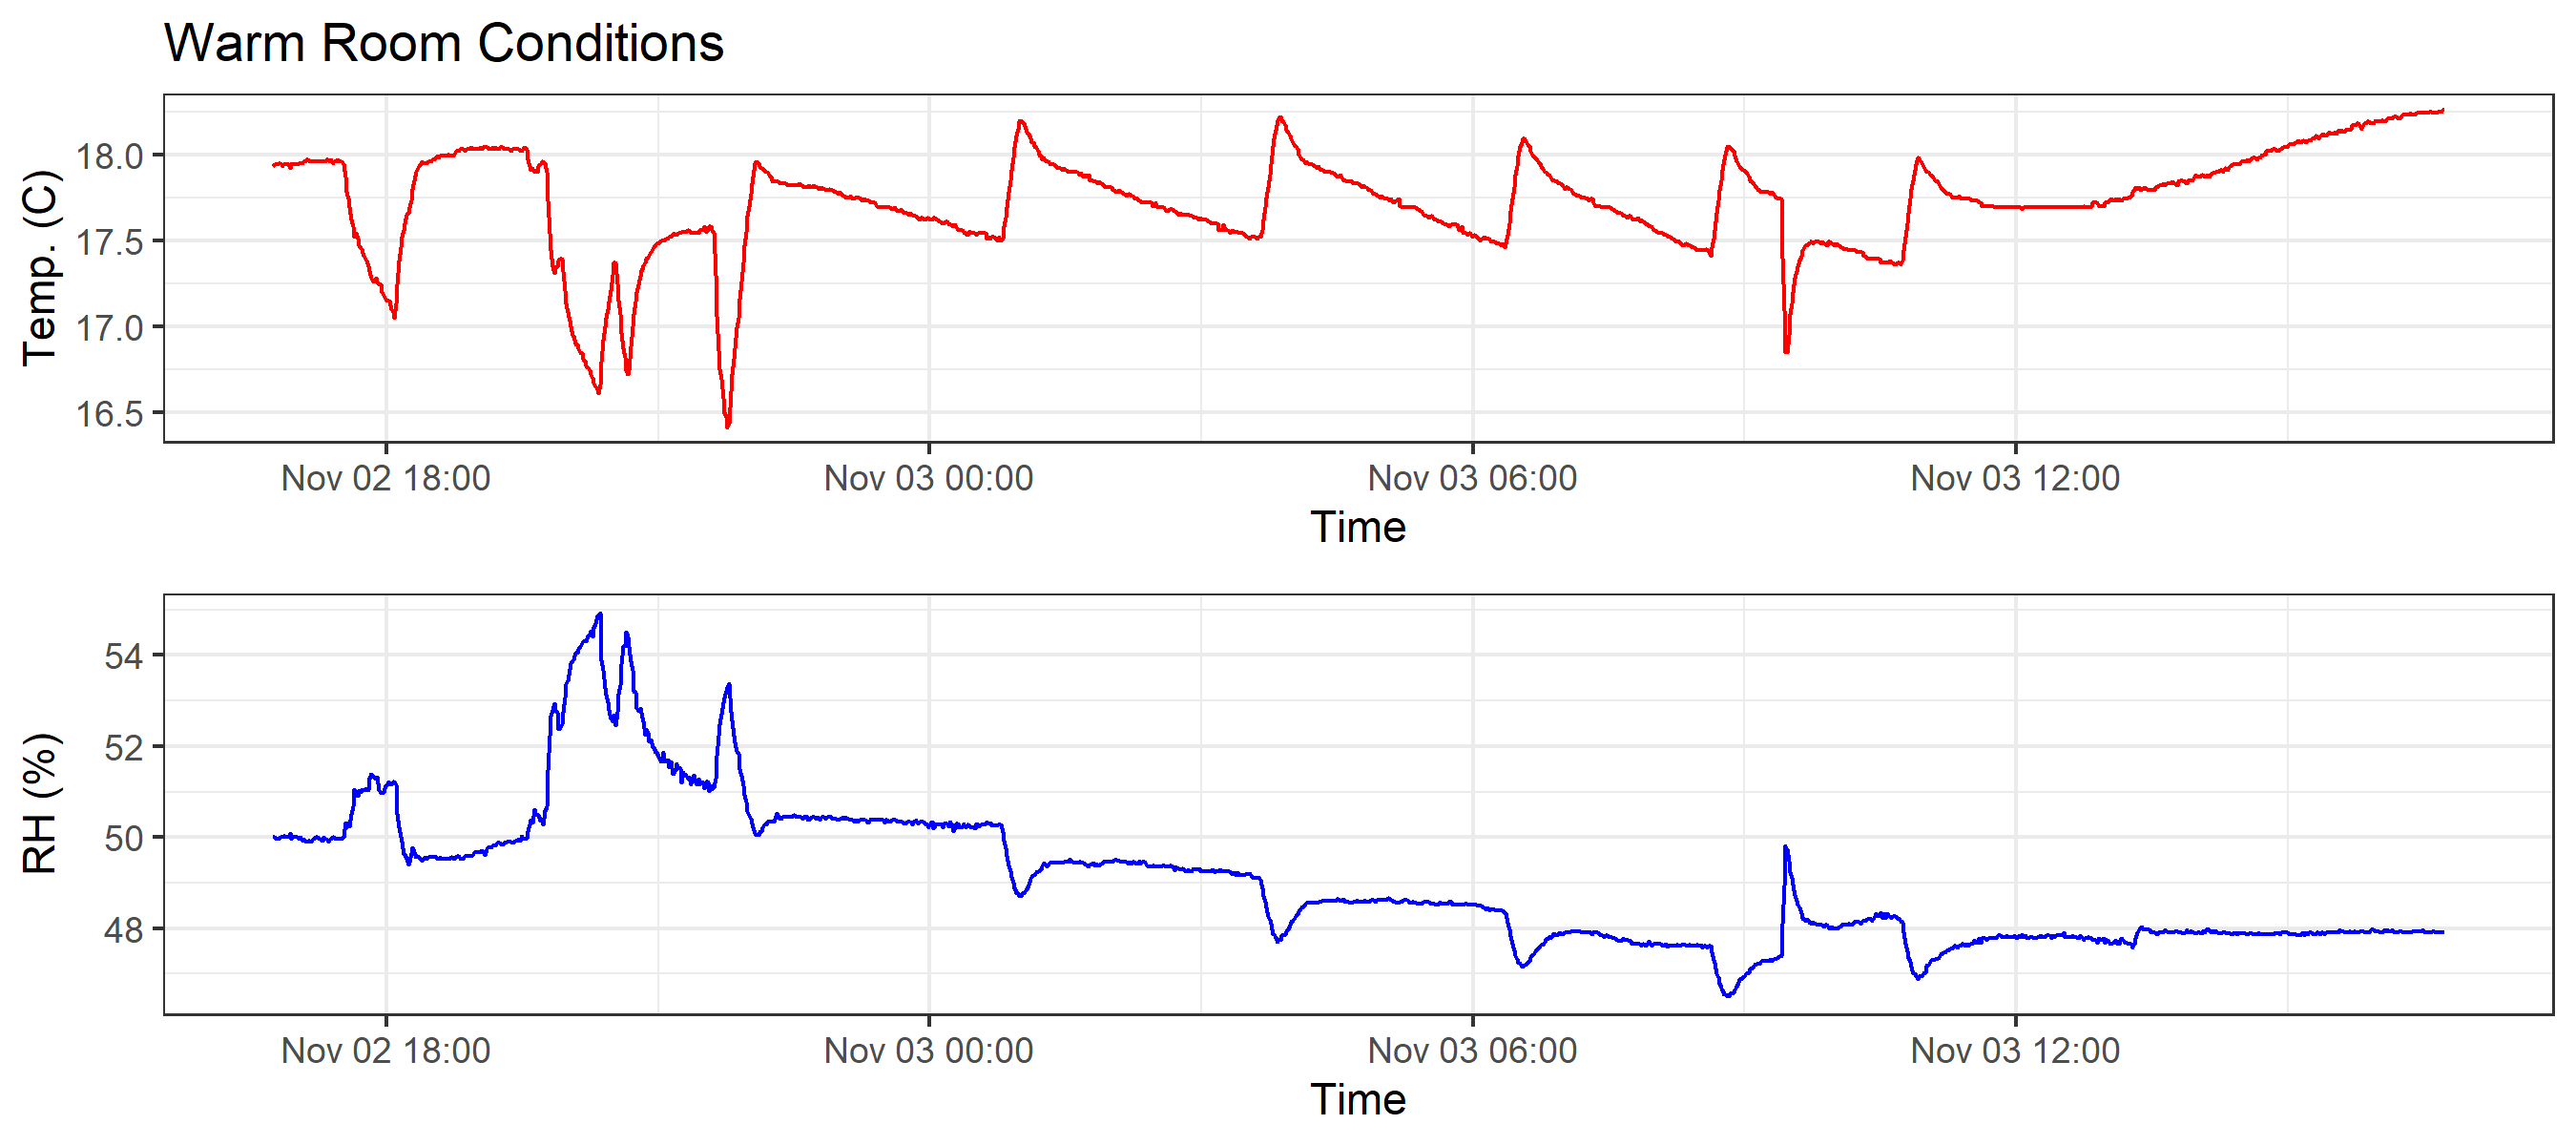 Warm Room Conditions
Temp. (C)
18.0
17.5
17.0
16.5
Nov 02 18:00 Nov 03 00:00 Nov 03 06:00 Nov 03 12:00
Time
RH (%)
54
52
50
48
Nov 02 18:00 Nov 03 00:00 Nov 03 06:00 Nov 03 12:00
Time